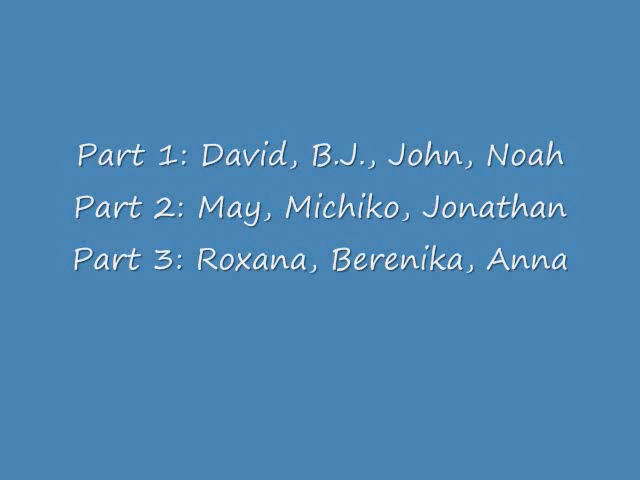 Part 1: David, B.J., John, Noah
Part 2: May, Michiko, Jonathan
Part 3: Roxana, Berenika, Anna